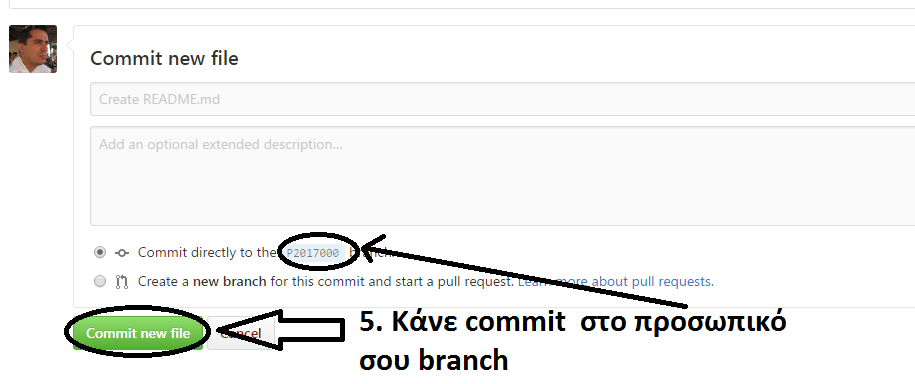 Commit new file
Create README.md
Add an optional extended description...
Commit directly to the P2017000 branch.
Create a new branch for this commit and start a pull request. Learn more about pull requests.
Commit new file Cancel
5. Κάνε commit στο προσωπικό
σου branch